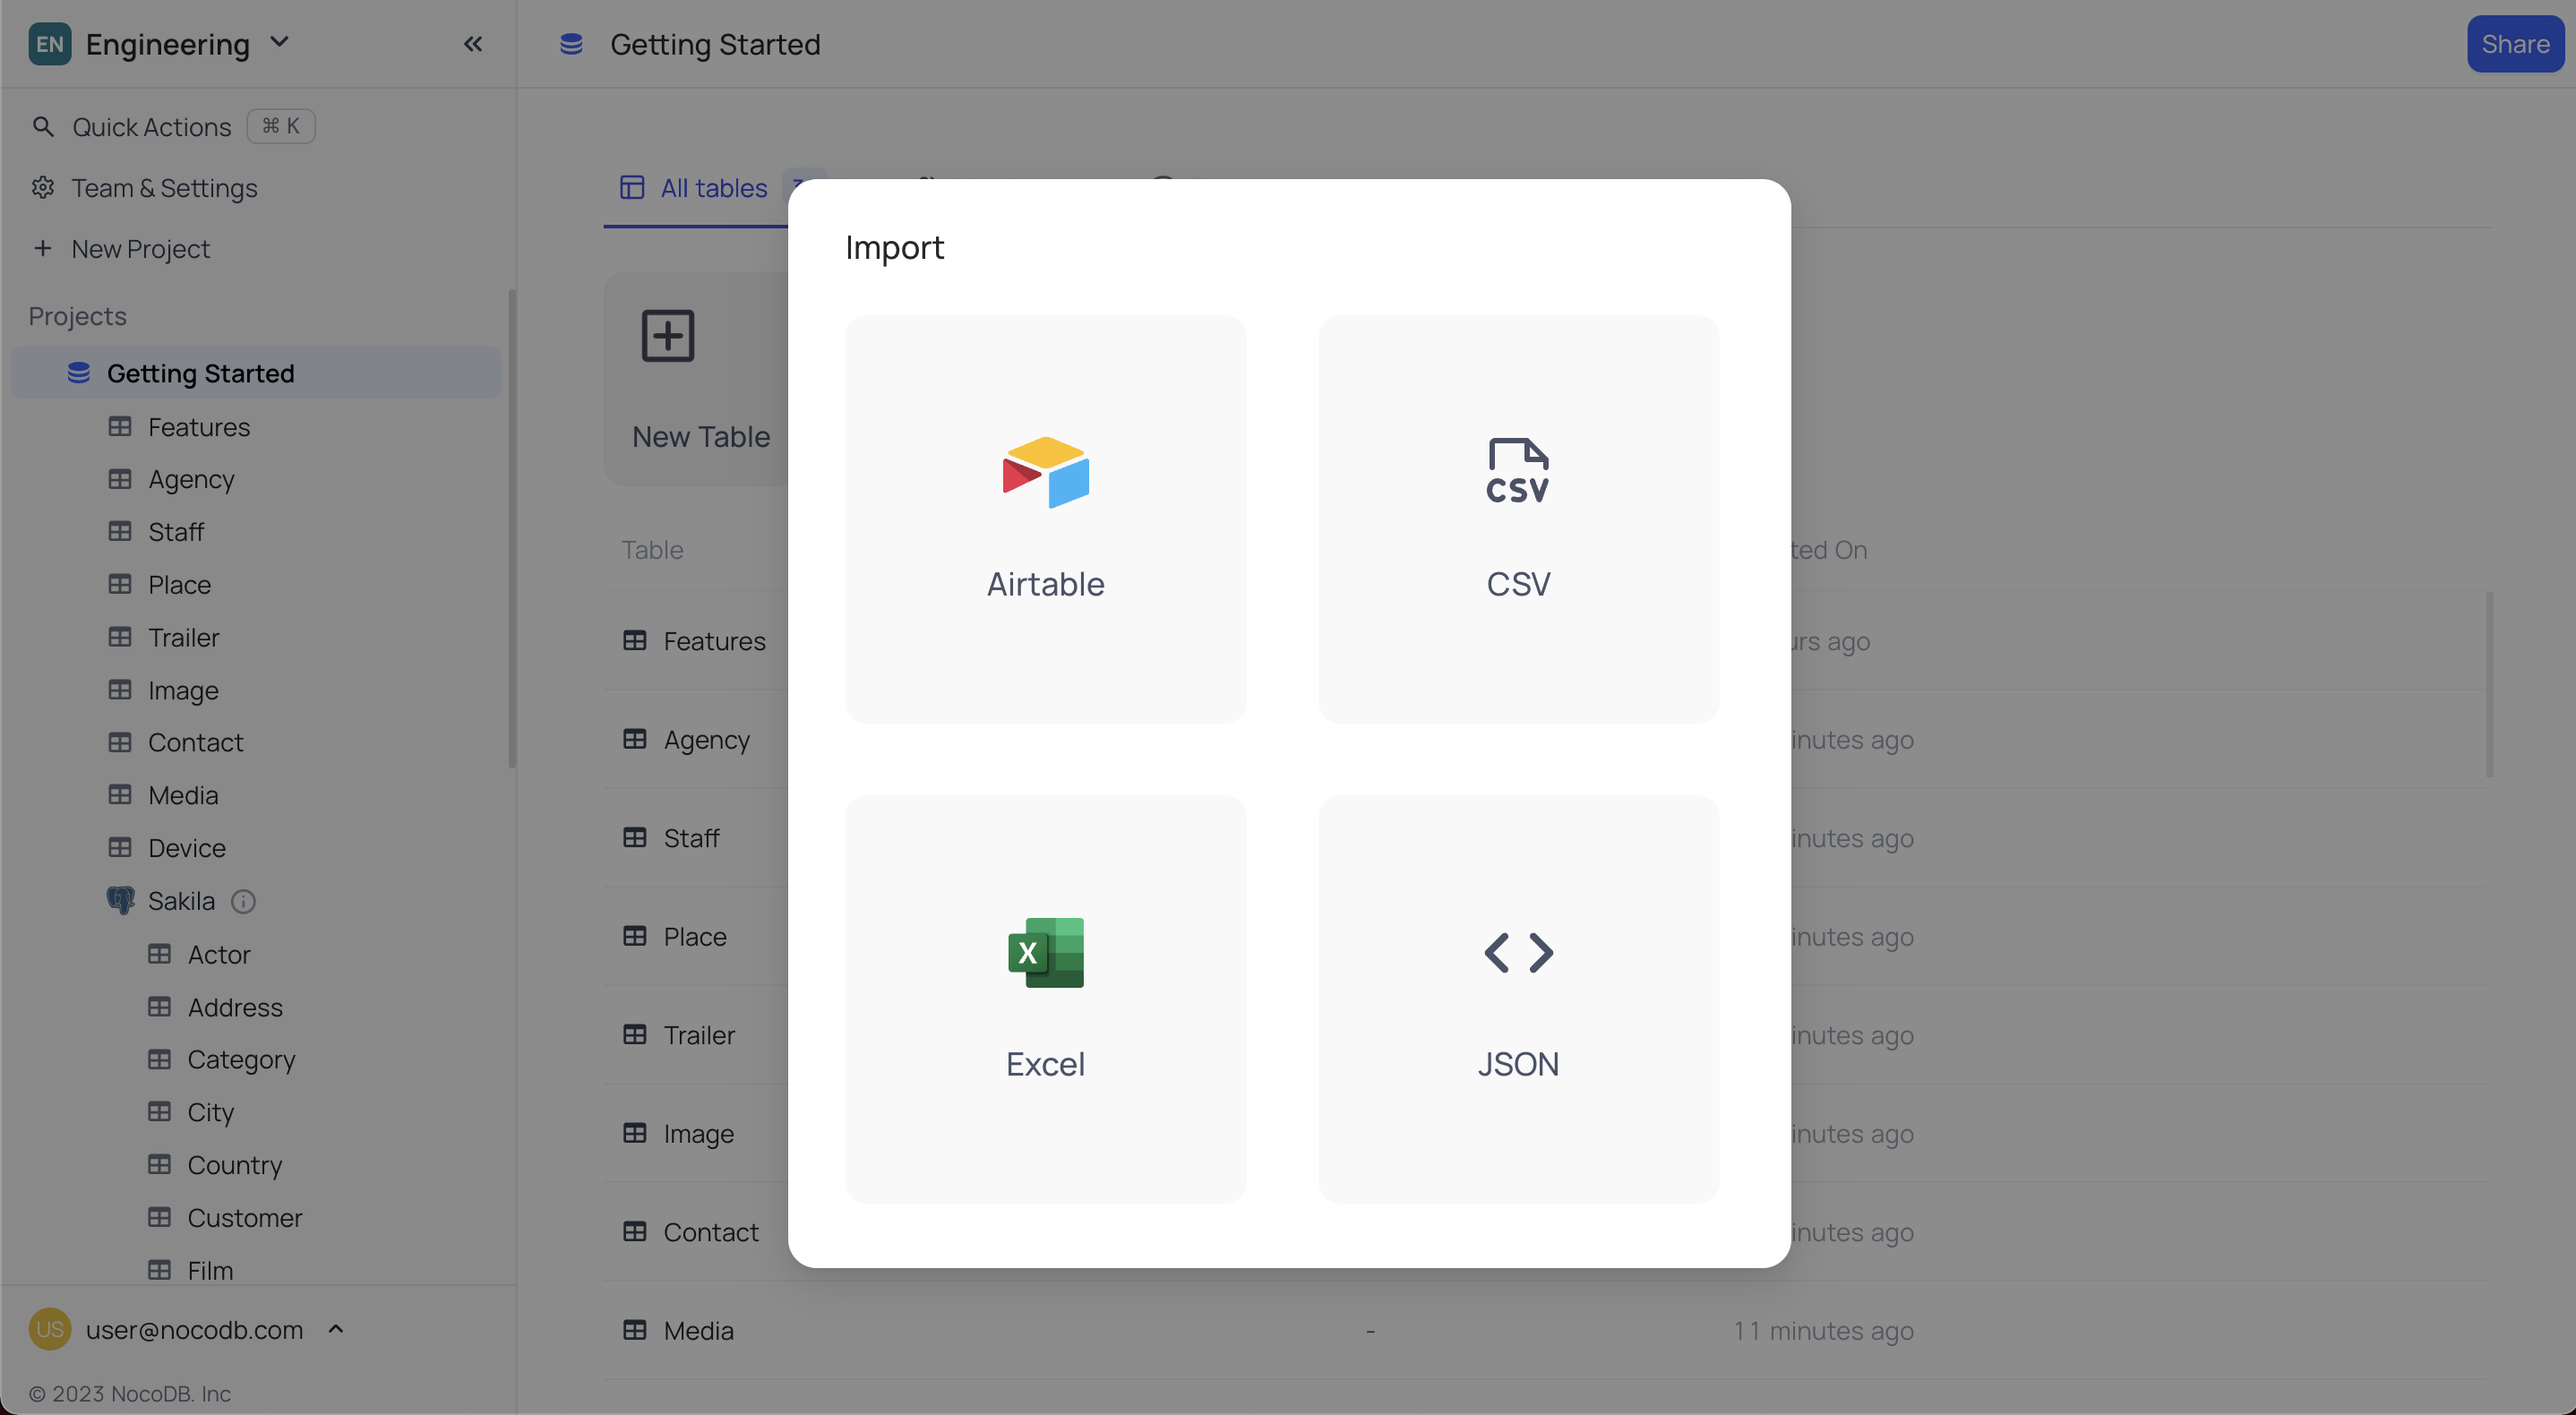 EN Engineering
Quick Actions ⌘ K
Team & Settings
New Project
Projects
Getting Started
Features
Agency
Staff
Place
Trailer
Image
Contact
Media
Device
Sakila
Actor
Address
Category
City
Country
Customer
Film
US user@nocodb.com
© 2023 NocoDB. Inc
Getting Started
Share
All tables
New Table
Table
ted On
Features
urs ago
Agency
inutes ago
Staff
inutes ago
Place
inutes ago
Trailer
inutes ago
Image
inutes ago
Contact
inutes ago
Media - 11 minutes ago
Import
Airtable
CSV
CSV
X
Excel
JSON